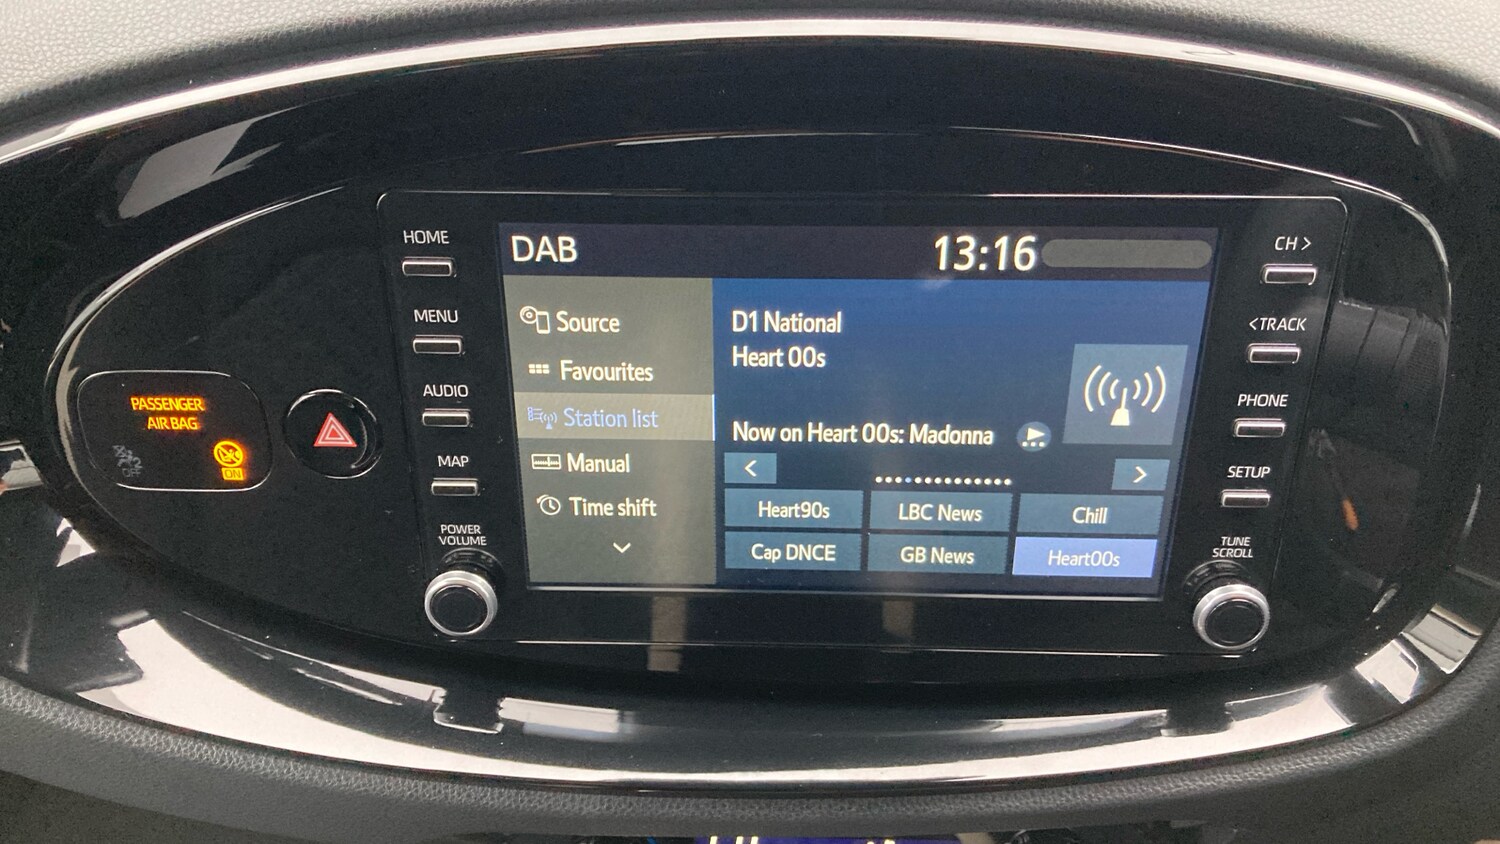 HOME
MENU
AUDIO
MAP
POWER
VOLUME
PASSENGER
AIR BAG
OFF
ON
DAB
13:16
Source
Favourites
Station list
Manual
Time shift
D1 National
Heart 00s
Now on Heart 00s: Madonna
<
>
Heart90s
LBC News
Chill
Cap DNCE
GB News
Heart00s
CH >
<TRACK
PHONE
SETUP
TUNE
SCROLL